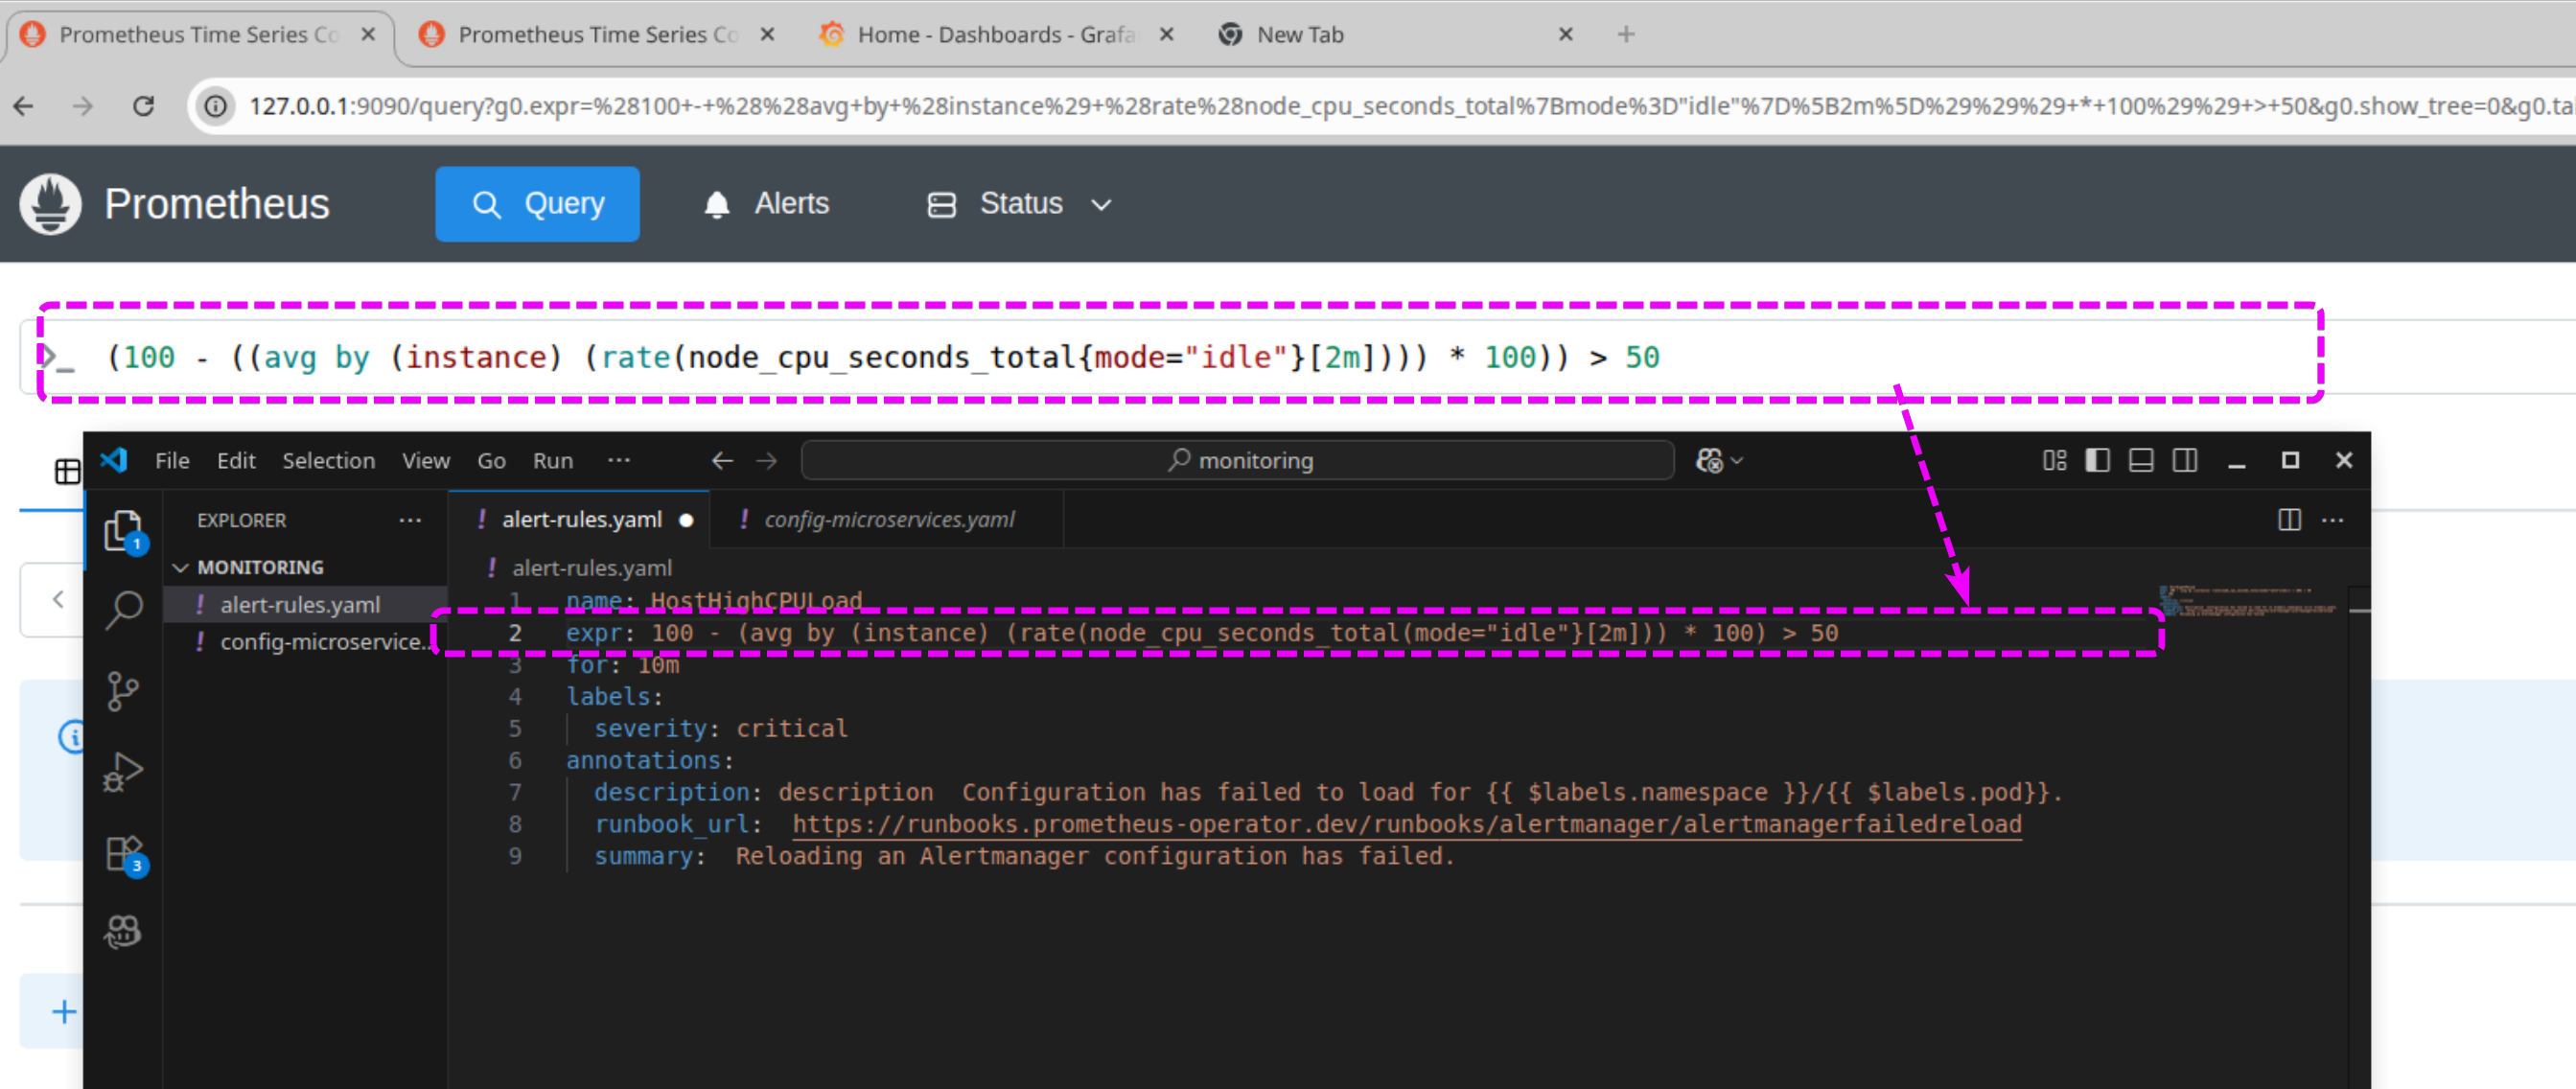 Prometheus Time Series Co
Prometheus Time Series Co
Home - Dashboards - Grafa
New Tab
127.0.0.1:9090/query?g0.expr=%28100+-+%28%28avg+by+%28instance%29+%28rate%28node_cpu_seconds_total%7Bmode%3D"idle"%7D%5B2m%5D%29%29%29+*+100%29%29+>+50&g0.show_tree=0&g0.ta
Prometheus
Query
Alerts
Status
>_ (100 - ((avg by (instance) (rate(node_cpu_seconds_total{mode="idle"}[2m]))) * 100)) > 50
File Edit Selection View Go Run ···
monitoring
EXPLORER ···
! alert-rules.yaml
! config-microservices.yaml
1
MONITORING
! alert-rules.yaml
! alert-rules.yaml
! config-microservice..
1 name: HostHighCPULoad
2 expr: 100 - (avg by (instance) (rate(node_cpu_seconds_total(mode="idle"}[2m])) * 100) > 50
3 for: 10m
4 labels:
5 severity: critical
6 annotations:
7 description: description  Configuration has failed to load for {{ $labels.namespace }}/{{ $labels.pod}}.
8 runbook_url:  https://runbooks.prometheus-operator.dev/runbooks/alertmanager/alertmanagerfailedreload
9 summary:  Reloading an Alertmanager configuration has failed.
3